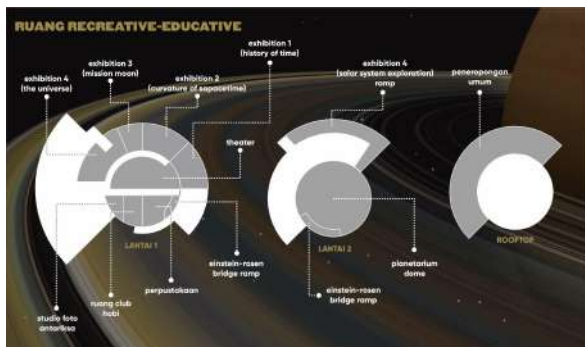 RUANG RECREATIVE-EDUCATIVE
exhibition 4
(the universe)
exhibition 3
(mission moon)
exhibition 2
(curvature of sapacetime)
exhibition 1
(history of time)
theater
exhibition 4
(solar system exploration)
ramp
peneropongan
umum
LANTAI 1
LANTAI 2
ROOFTOP
einstein-rosen
bridge ramp
perpustakaan
ruang club
hobi
studio foto
antariksa
einstein-rosen
bridge ramp
planetarium
dome